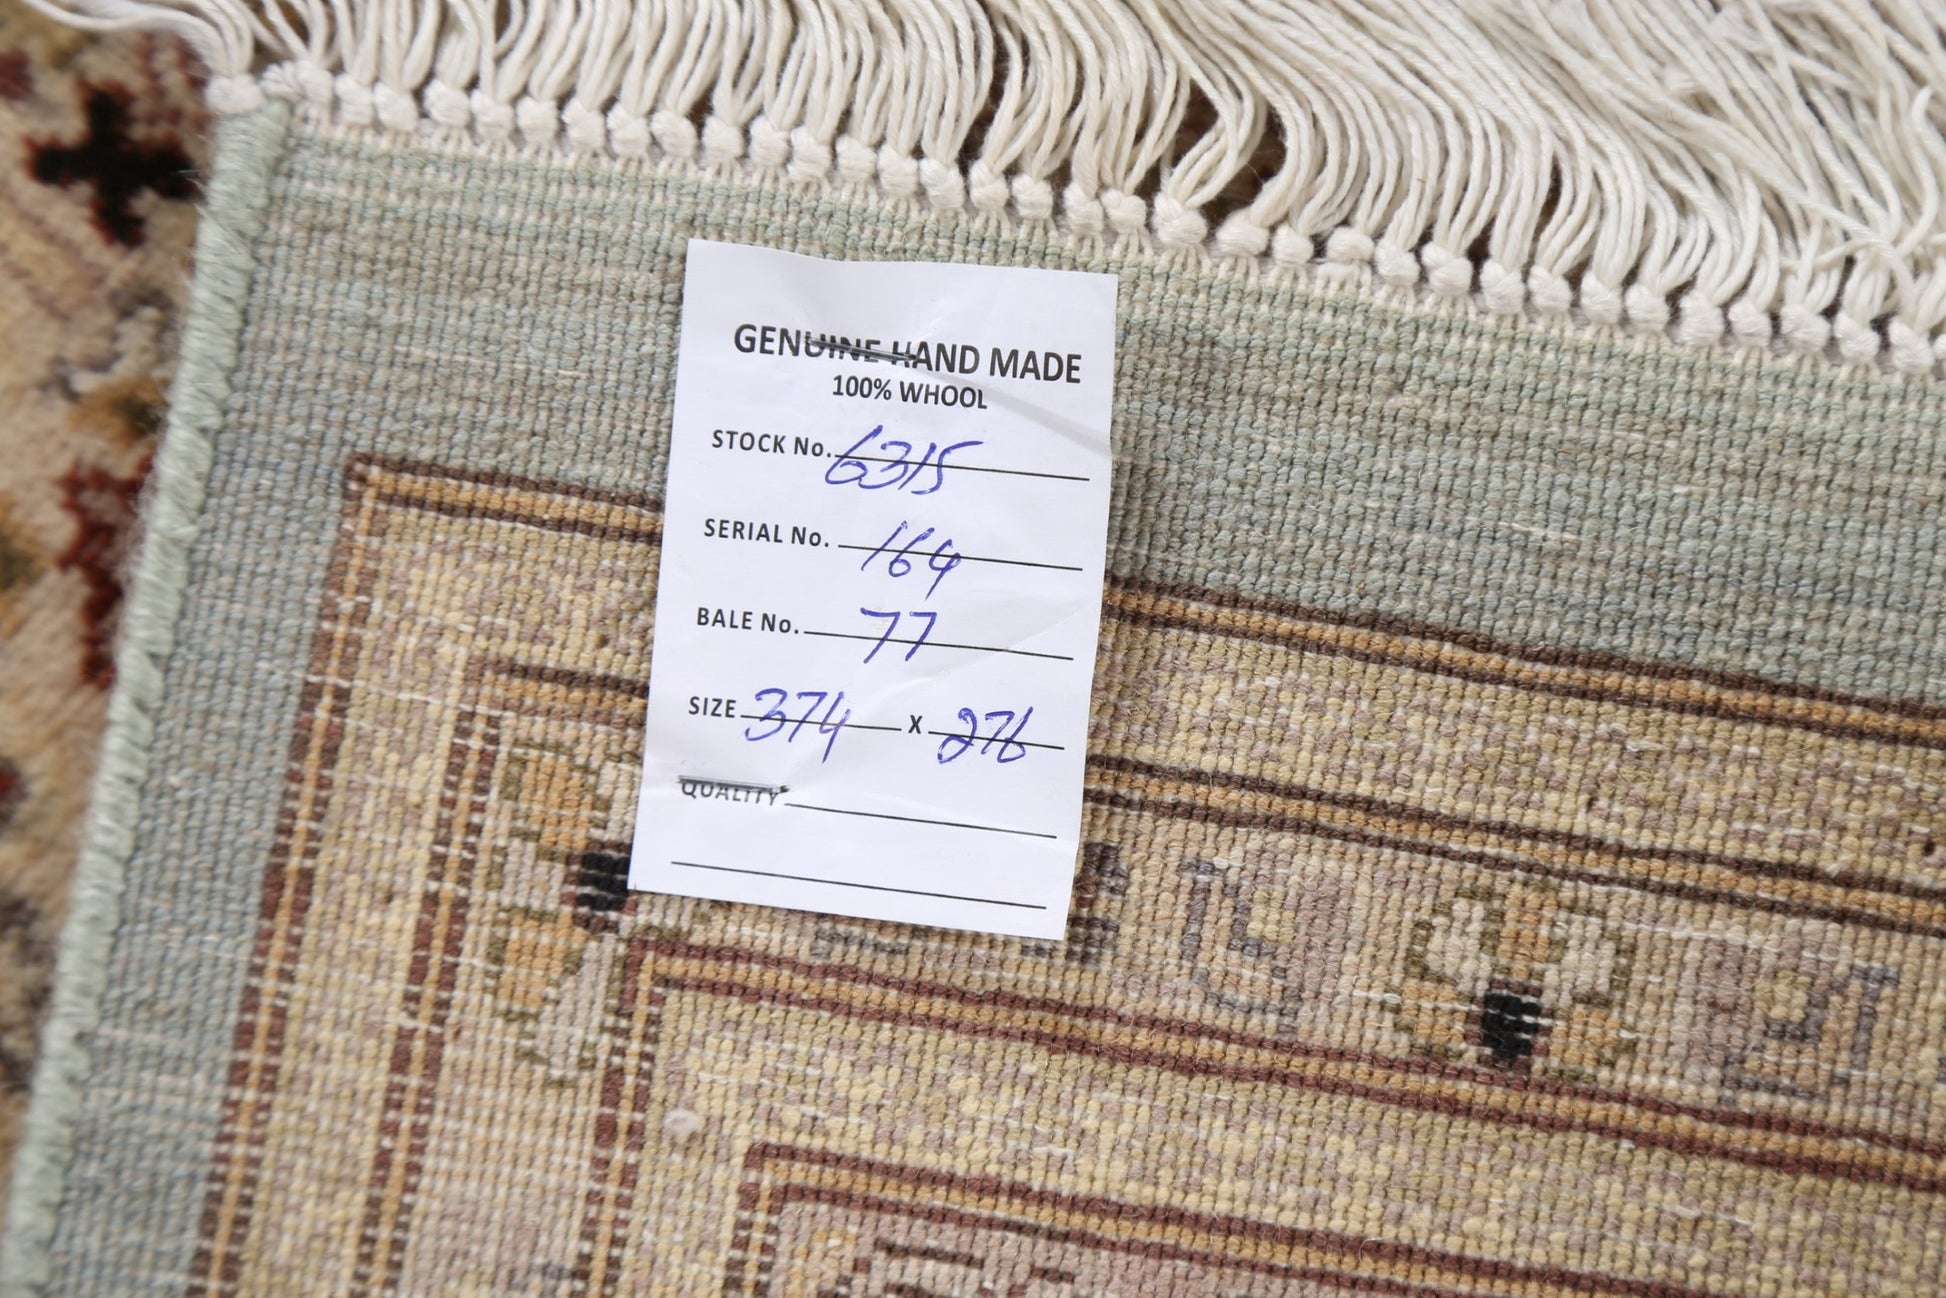 GENUINE HAND MADE
100% WHOOL
STOCK No. 6315
SERIAL No. 164
BALE No. 77
SIZE 374 X 276
QUALITY